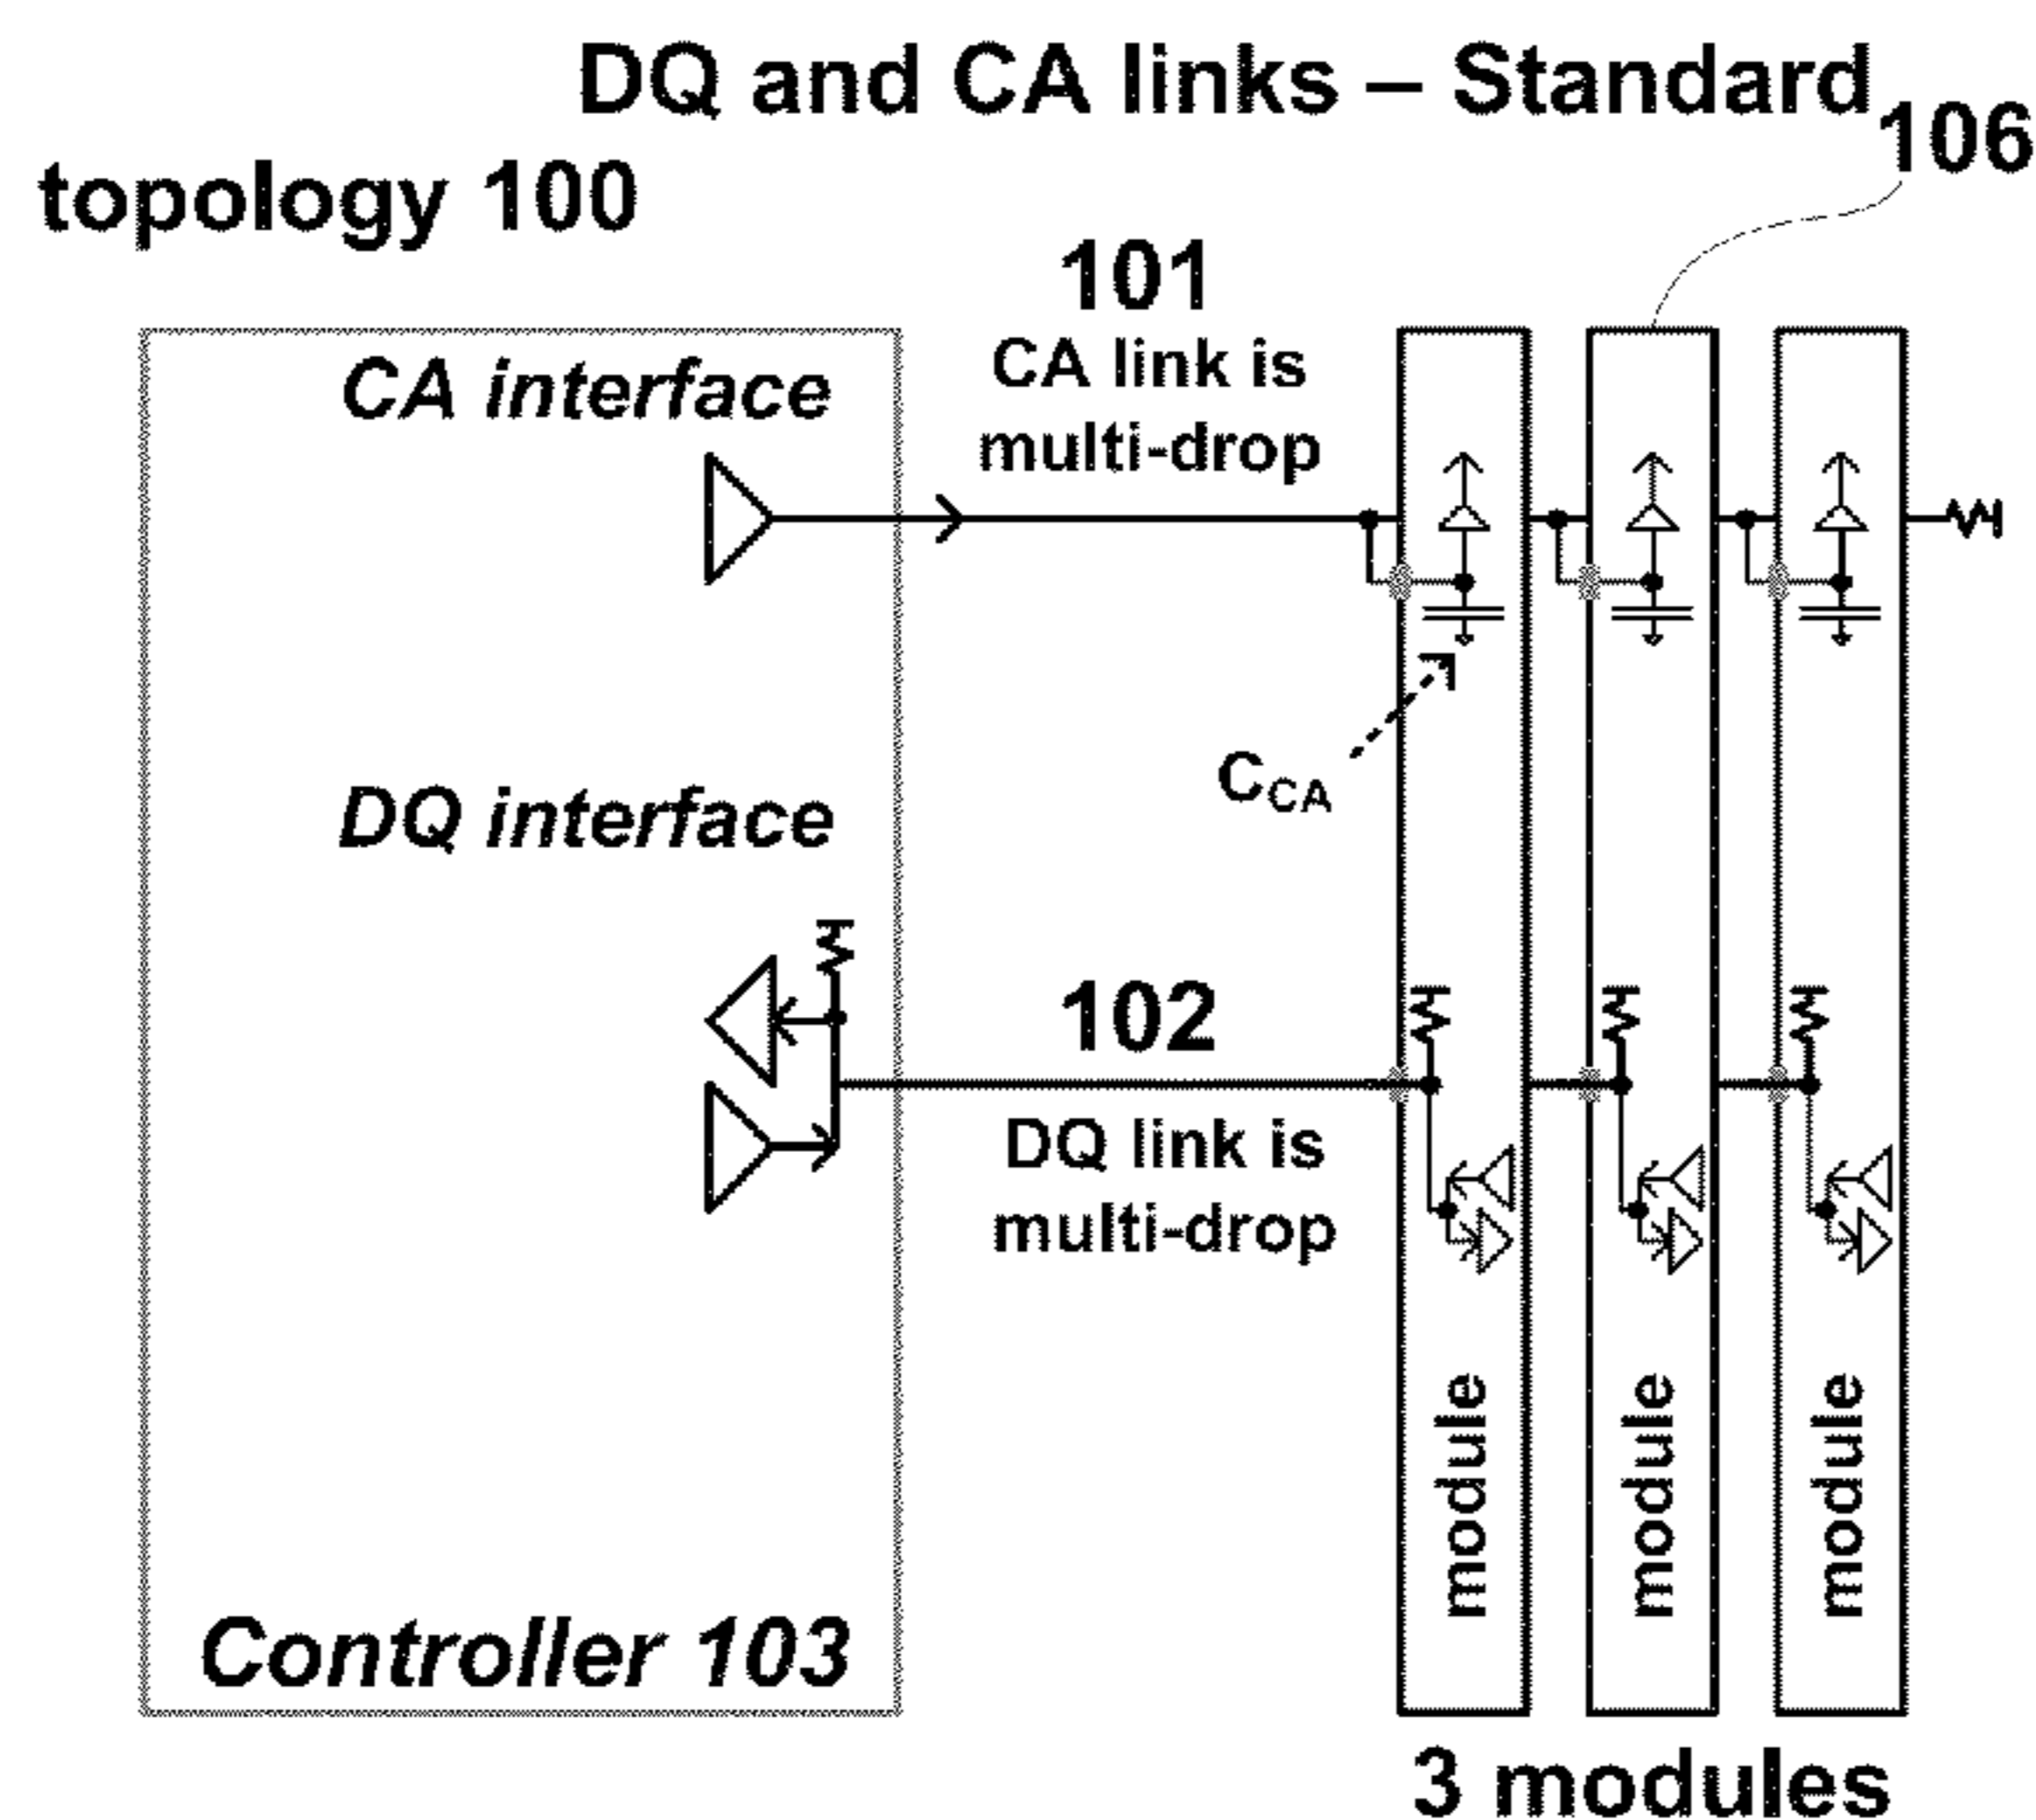 DQ and CA links – Standard
topology 100
106
101
CA link is
multi-drop
CA interface
C_CA
DQ interface
102
DQ link is
multi-drop
module
module
module
Controller 103
3 modules